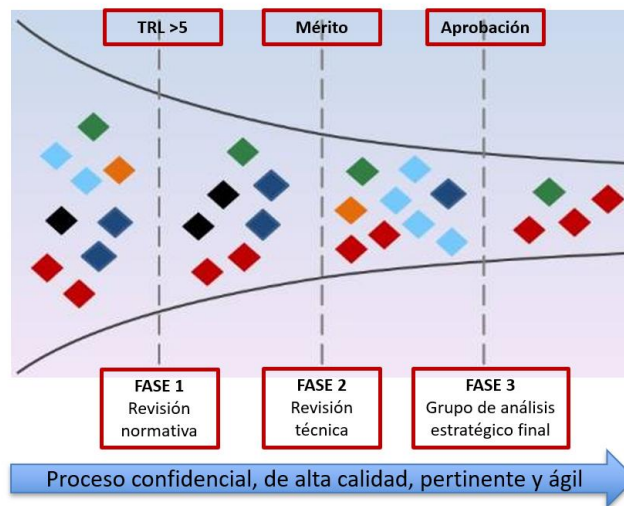 TRL >5
Mérito
Aprobación
FASE 1
Revisión
normativa
FASE 2
Revisión
técnica
FASE 3
Grupo de análisis
estratégico final
Proceso confidencial, de alta calidad, pertinente y ágil